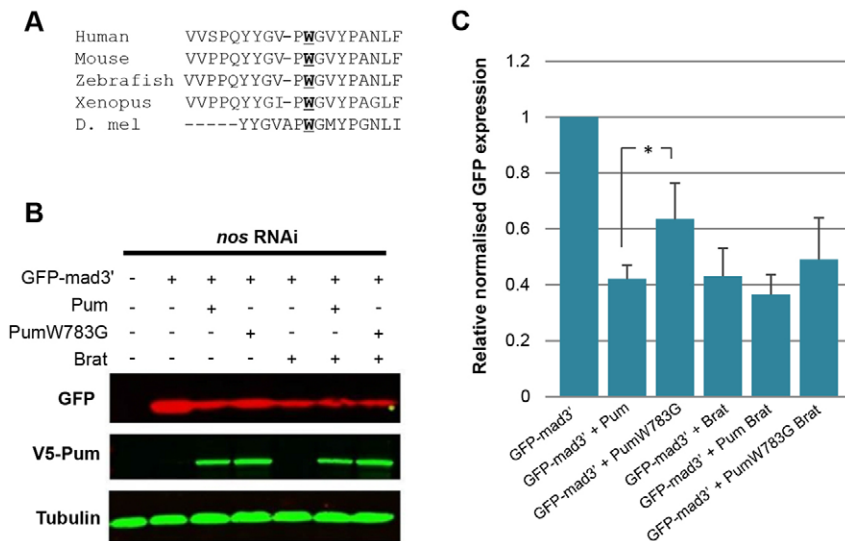 A
Human VVSPQYYGV-PWGVYPANLF
Mouse VVPPQYYGV-PWGVYPANLF
Zebrafish VVPPQYYGV-PWGVYPANLF
Xenopus VVPPQYYGI-PWGVYPAGLF
D. mel -----YYGVAPWGMYPGNLI
B
nos RNAi
GFP-mad3' - + + + + + +
Pum - - + - - + -
PumW783G - - - + - - +
Brat - - - - + + +
GFP
V5-Pum
Tubulin
C
Relative normalised GFP expression
1.2
1
0.8
0.6
0.4
0.2
0
*
GFP-mad3'
GFP-mad3' + Pum
GFP-mad3' + PumW783G
GFP-mad3' + Brat
GFP-mad3' + Pum Brat
GFP-mad3' + PumW783G Brat